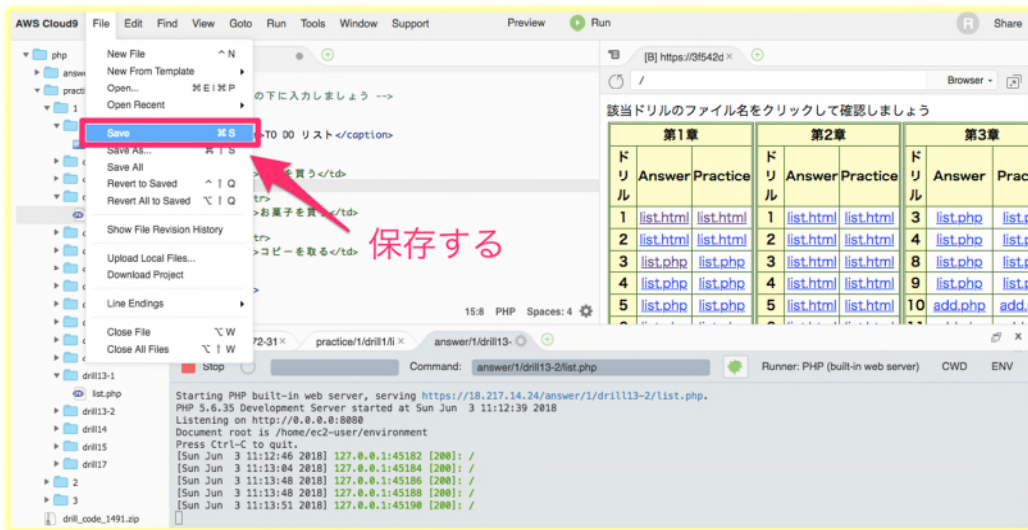 AWS Cloud9 File Edit Find View Goto Run Tools Window Support Preview Run R Share
php
answ
practi
1
drill13-1
list.php
drill13-2
drill14
drill15
drill17
2
3
drill_code_1491.zip
New File ^ N
New From Template
Open... ⌘E | ⌘P
Open Recent
Save ⌘ S
Save As...
Save All
Revert to Saved
Revert All to Saved
Show File Revision History
Upload Local Files...
Download Project
Line Endings
Close File ⌥ W
Close All Files
の下に入力しましょう -->
>TO DO リスト</caption>
を買う</td>
tr>
>お菓子を買う</td>
tr>
>コピーを取る</td>
>
保存する
15:8 PHP Spaces: 4
[B] https://3f542d ×
/ Browser
該当ドリルのファイル名をクリックして確認しましょう
第1章 第2章 第3章
ドリル Answer Practice ドリル Answer Practice ドリル Answer Prac
1 list.html list.html 1 list.html list.html 3 list.php list.p
2 list.html list.html 2 list.html list.html 4 list.php list.p
3 list.php list.php 3 list.html list.html 8 list.php list.p
4 list.php list.php 4 list.html list.html 9 list.php list.p
5 list.php list.php 5 list.html list.html 10 add.php add.
72-31 × practice/1/drill1/li × answer/1/drill13-
Stop Command: answer/1/drill13-2/list.php Runner: PHP (built-in web server) CWD ENV
Starting PHP built-in web server, serving https://18.217.14.24/answer/1/drill13-2/list.php.
PHP 5.6.35 Development Server started at Sun Jun 3 11:12:39 2018
Listening on http://0.0.0.0:8080
Document root is /home/ec2-user/environment
Press Ctrl-C to quit.
[Sun Jun 3 11:12:46 2018] 127.0.0.1:45182 [200]: /
[Sun Jun 3 11:13:04 2018] 127.0.0.1:45184 [200]: /
[Sun Jun 3 11:13:48 2018] 127.0.0.1:45186 [200]: /
[Sun Jun 3 11:13:48 2018] 127.0.0.1:45188 [200]: /
[Sun Jun 3 11:13:51 2018] 127.0.0.1:45190 [200]: /